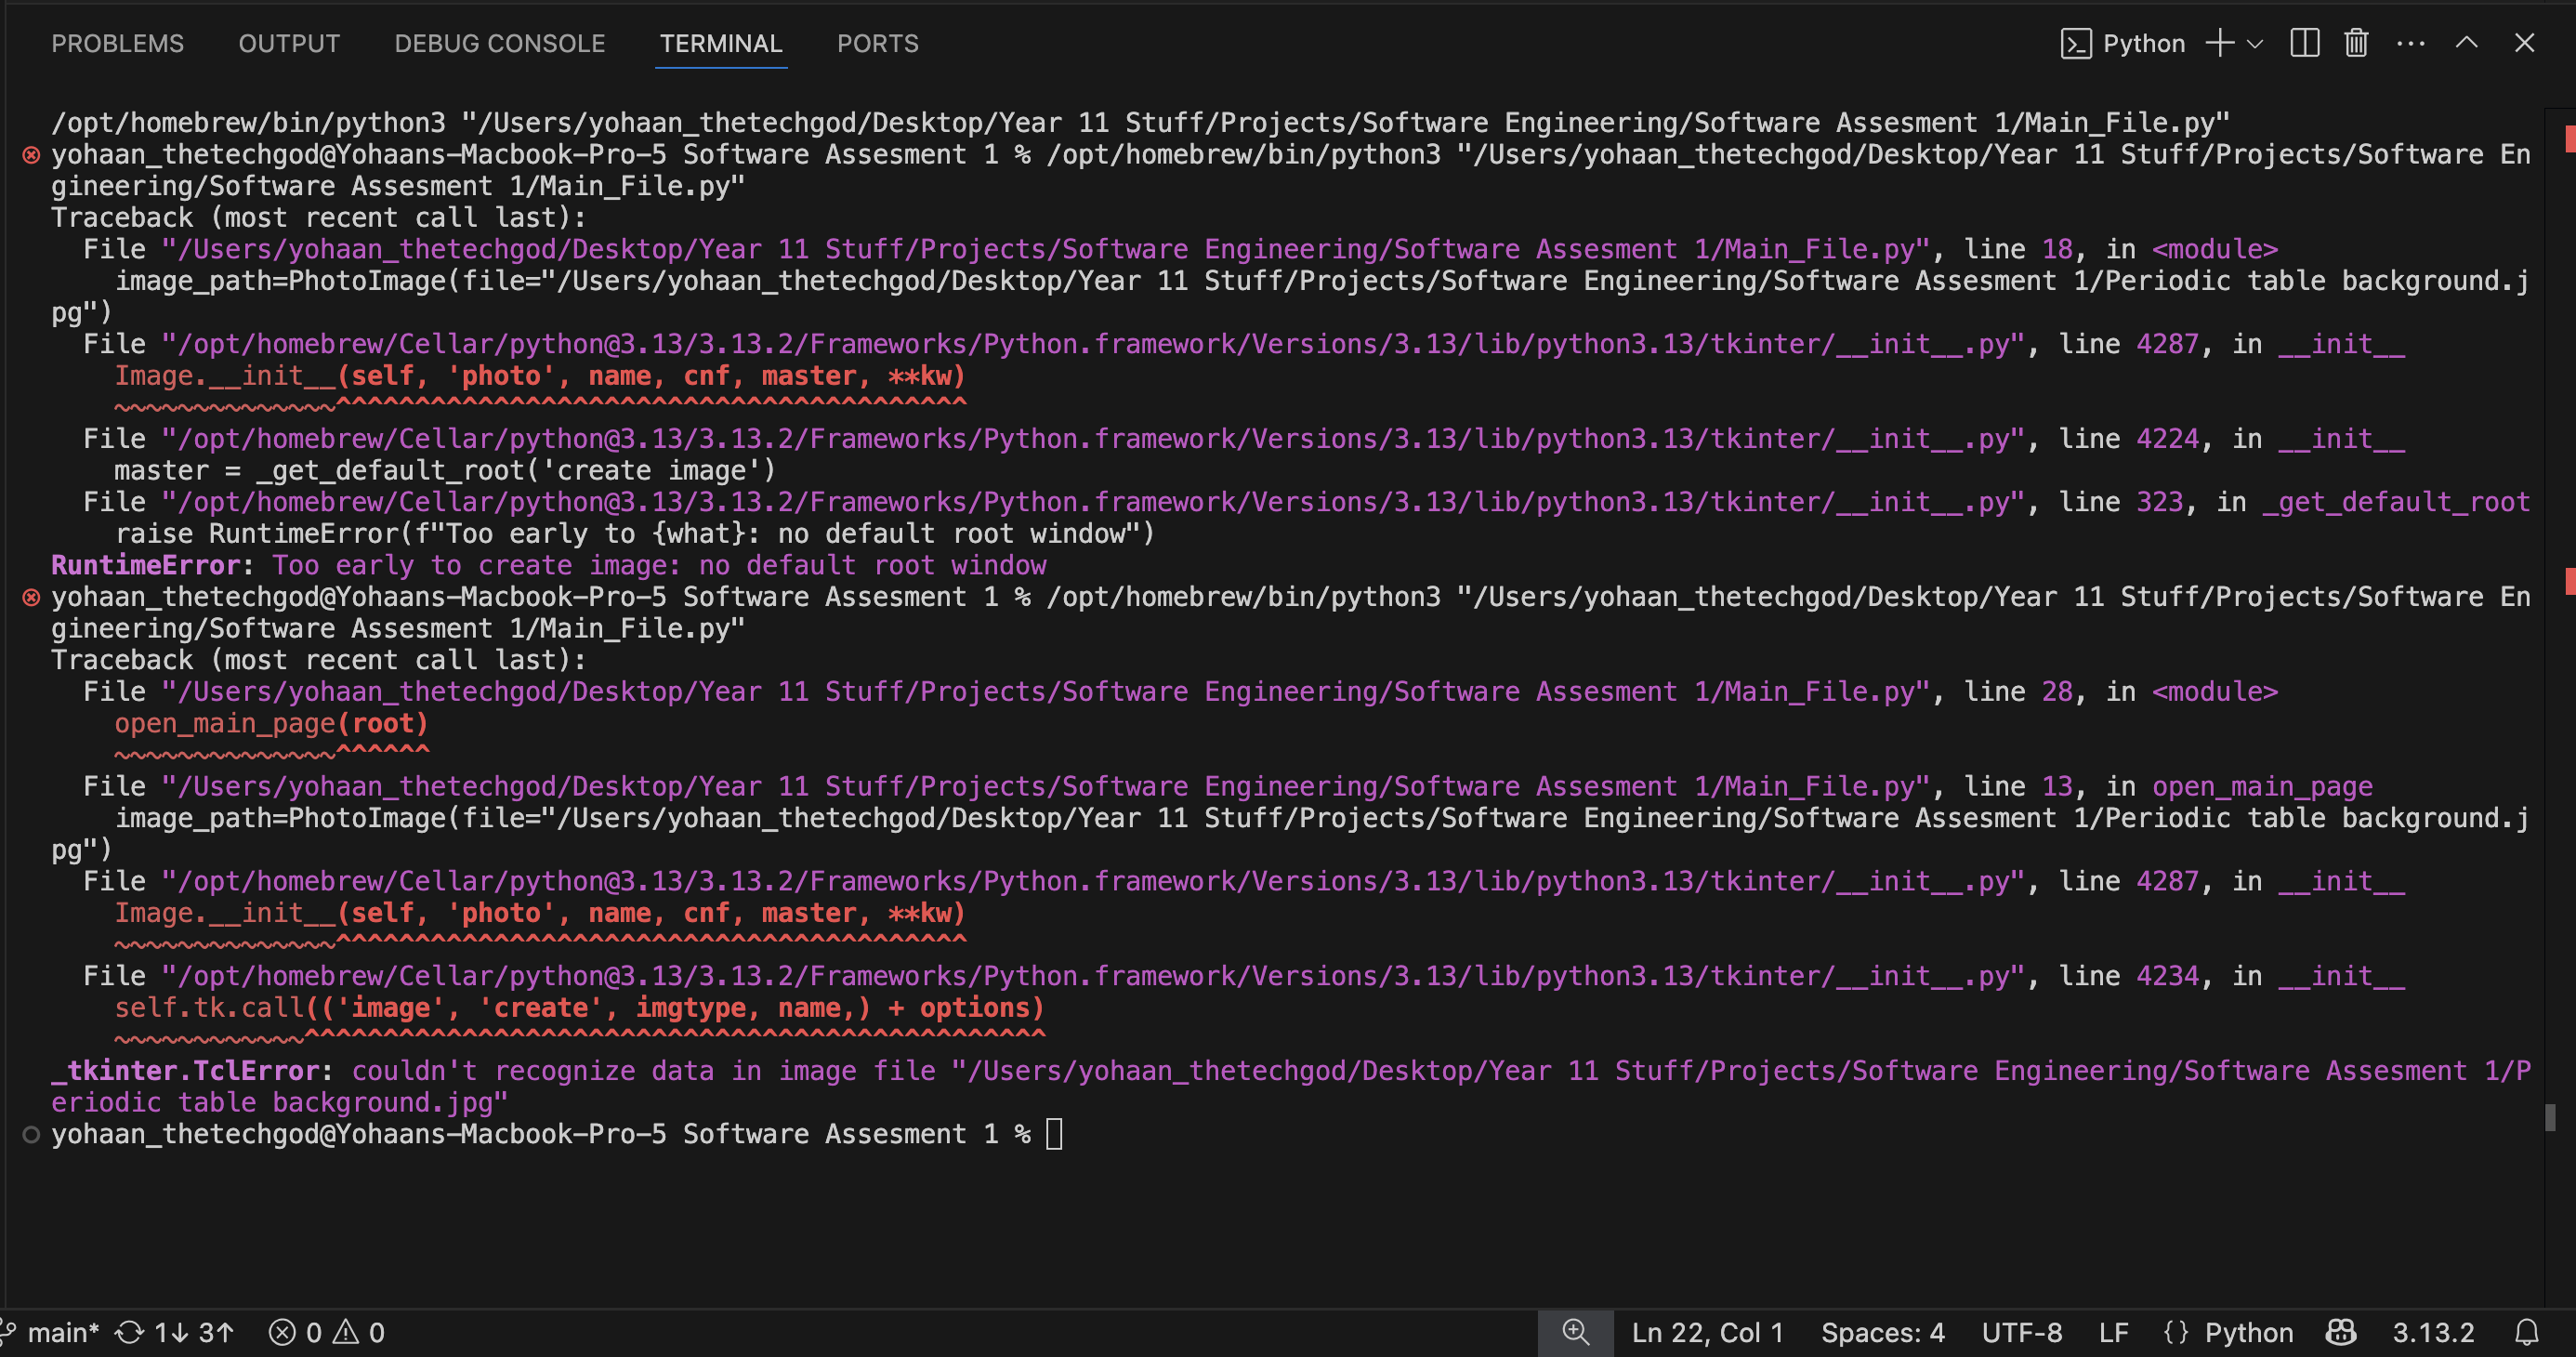 PROBLEMS OUTPUT DEBUG CONSOLE TERMINAL PORTS Python
/opt/homebrew/bin/python3 "/Users/yohaan_thetechgod/Desktop/Year 11 Stuff/Projects/Software Engineering/Software Assesment 1/Main_File.py"
yohaan_thetechgod@Yohaans-Macbook-Pro-5 Software Assesment 1 % /opt/homebrew/bin/python3 "/Users/yohaan_thetechgod/Desktop/Year 11 Stuff/Projects/Software En
gineering/Software Assesment 1/Main_File.py"
Traceback (most recent call last):
  File "/Users/yohaan_thetechgod/Desktop/Year 11 Stuff/Projects/Software Engineering/Software Assesment 1/Main_File.py", line 18, in <module>
    image_path=PhotoImage(file="/Users/yohaan_thetechgod/Desktop/Year 11 Stuff/Projects/Software Engineering/Software Assesment 1/Periodic table background.j
pg")
  File "/opt/homebrew/Cellar/python@3.13/3.13.2/Frameworks/Python.framework/Versions/3.13/lib/python3.13/tkinter/__init__.py", line 4287, in __init__
    Image.__init__(self, 'photo', name, cnf, master, **kw)
    ~~~~~~~~~~~~~~^^^^^^^^^^^^^^^^^^^^^^^^^^^^^^^^^^^^^^^^
  File "/opt/homebrew/Cellar/python@3.13/3.13.2/Frameworks/Python.framework/Versions/3.13/lib/python3.13/tkinter/__init__.py", line 4224, in __init__
    master = _get_default_root('create image')
  File "/opt/homebrew/Cellar/python@3.13/3.13.2/Frameworks/Python.framework/Versions/3.13/lib/python3.13/tkinter/__init__.py", line 323, in _get_default_root
    raise RuntimeError(f"Too early to {what}: no default root window")
RuntimeError: Too early to create image: no default root window
yohaan_thetechgod@Yohaans-Macbook-Pro-5 Software Assesment 1 % /opt/homebrew/bin/python3 "/Users/yohaan_thetechgod/Desktop/Year 11 Stuff/Projects/Software En
gineering/Software Assesment 1/Main_File.py"
Traceback (most recent call last):
  File "/Users/yohaan_thetechgod/Desktop/Year 11 Stuff/Projects/Software Engineering/Software Assesment 1/Main_File.py", line 28, in <module>
    open_main_page(root)
    ~~~~~~~~~~~~~~^^^^^^
  File "/Users/yohaan_thetechgod/Desktop/Year 11 Stuff/Projects/Software Engineering/Software Assesment 1/Main_File.py", line 13, in open_main_page
    image_path=PhotoImage(file="/Users/yohaan_thetechgod/Desktop/Year 11 Stuff/Projects/Software Engineering/Software Assesment 1/Periodic table background.j
pg")
  File "/opt/homebrew/Cellar/python@3.13/3.13.2/Frameworks/Python.framework/Versions/3.13/lib/python3.13/tkinter/__init__.py", line 4287, in __init__
    Image.__init__(self, 'photo', name, cnf, master, **kw)
    ~~~~~~~~~~~~~~^^^^^^^^^^^^^^^^^^^^^^^^^^^^^^^^^^^^^^^^
  File "/opt/homebrew/Cellar/python@3.13/3.13.2/Frameworks/Python.framework/Versions/3.13/lib/python3.13/tkinter/__init__.py", line 4234, in __init__
    self.tk.call(('image', 'create', imgtype, name,) + options)
    ~~~~~~~~~~~~^^^^^^^^^^^^^^^^^^^^^^^^^^^^^^^^^^^^^^^^^^^^^^^
_tkinter.TclError: couldn't recognize data in image file "/Users/yohaan_thetechgod/Desktop/Year 11 Stuff/Projects/Software Engineering/Software Assesment 1/P
eriodic table background.jpg"
yohaan_thetechgod@Yohaans-Macbook-Pro-5 Software Assesment 1 %
main* 1↓ 3↑ 0 0 Ln 22, Col 1 Spaces: 4 UTF-8 LF {} Python 3.13.2